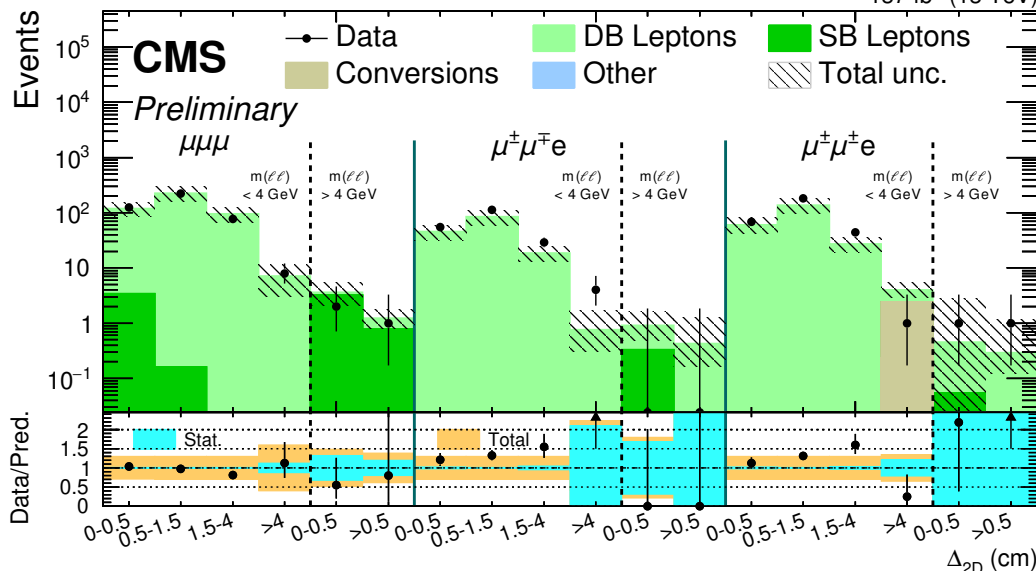 Events
CMS
Preliminary
Data
DB Leptons
SB Leptons
Conversions
Other
Total unc.
μμμ
μ±μ∓e
μ±μ±e
m(ℓℓ)
< 4 GeV
m(ℓℓ)
> 4 GeV
m(ℓℓ)
< 4 GeV
m(ℓℓ)
> 4 GeV
m(ℓℓ)
< 4 GeV
m(ℓℓ)
> 4 GeV
10⁵
10⁴
10³
10²
10
1
10⁻¹
Data/Pred.
2
1.5
1
0.5
0
Stat.
Total
0-0.5 0.5-1.5 1.5-4 >4 0-0.5 >0.5 0-0.5 0.5-1.5 1.5-4 >4 0-0.5 >0.5 0-0.5 0.5-1.5 1.5-4 >4 0-0.5 >0.5
Δ2D (cm)